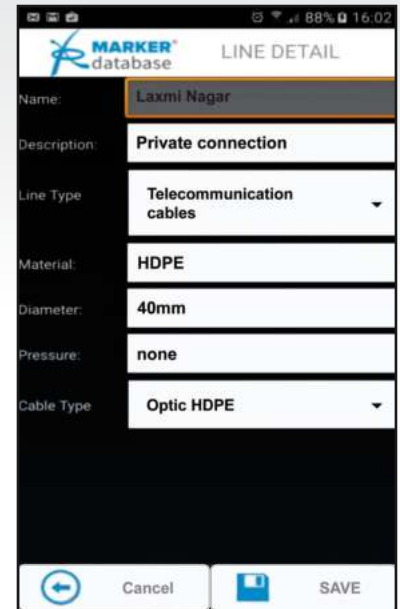 88% 16:02
MARKER database LINE DETAIL
Name: Laxmi Nagar
Description: Private connection
Line Type Telecommunication cables
Material: HDPE
Diameter: 40mm
Pressure: none
Cable Type Optic HDPE
Cancel SAVE